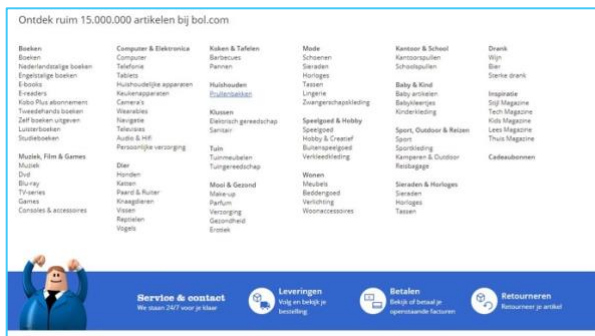 Ontdek ruim 15.000.000 artikelen bij bol.com
Boeken
Boeken
Nederlandstalige boeken
Engelstalige boeken
E-books
E-readers
Kobo Plus abonnement
Tweedehands boeken
Zelf boeken uitgeven
Luisterboeken
Studieboeken
Muziek, Film & Games
Muziek
Dvd
Blu-ray
TV-series
Games
Consoles & accessoires
Computer & Elektronica
Computer
Telefonie
Tablets
Huishoudelijke apparaten
Keukenapparaten
Camera's
Wearables
Navigatie
Televisies
Audio & Hifi
Persoonlijke verzorging
Dier
Honden
Katten
Paard & Ruiter
Knaagdieren
Vissen
Reptielen
Vogels
Koken & Tafelen
Barbecues
Pannen
Huishouden
Prullenbakken
Klussen
Elektrisch gereedschap
Sanitair
Tuin
Tuinmeubelen
Tuingereedschap
Mooi & Gezond
Make-up
Parfum
Verzorging
Gezondheid
Erotiek
Mode
Schoenen
Sieraden
Horloges
Tassen
Lingerie
Zwangerschapskleding
Speelgoed & Hobby
Speelgoed
Hobby & Creatief
Buitenspeelgoed
Verkleedkleding
Wonen
Meubels
Beddengoed
Verlichting
Woonaccessoires
Kantoor & School
Kantoorspullen
Schoolspullen
Baby & Kind
Baby artikelen
Babykleertjes
Kinderkleding
Sport, Outdoor & Reizen
Sport
Sportkleding
Kamperen & Outdoor
Reisbagage
Sieraden & Horloges
Sieraden
Horloges
Tassen
Drank
Wijn
Bier
Sterke drank
Inspiratie
Stijl Magazine
Tech Magazine
Kids Magazine
Lees Magazine
Thuis Magazine
Cadeaubonnen
Service & contact
We staan 24/7 voor je klaar
Leveringen
Volg en bekijk je
bestelling
Betalen
Bekijk of betaal je
openstaande facturen
Retourneren
Retourneer je artikel